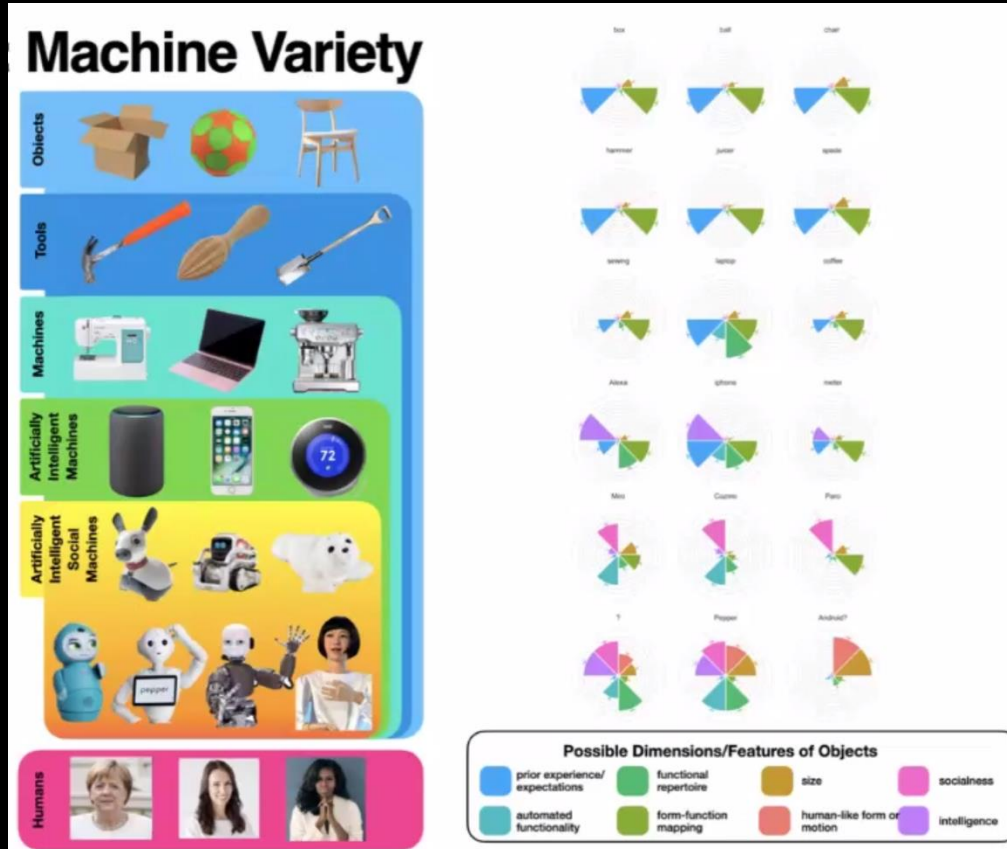 Machine Variety
Objects
Tools
Machines
Artificially
Intelligent
Machines
72
Artificially
Intelligent
Social
Machines
pepper
Humans
box
ball
chair
hammer
juicer
spade
sewing
laptop
coffee
Alexa
iphone
Miro
Cozmo
Paro
?
Pepper
Android?
Possible Dimensions/Features of Objects
prior experience/
expectations
functional
repertoire
size
socialness
automated
functionality
form-function
mapping
human-like form or
motion
intelligence